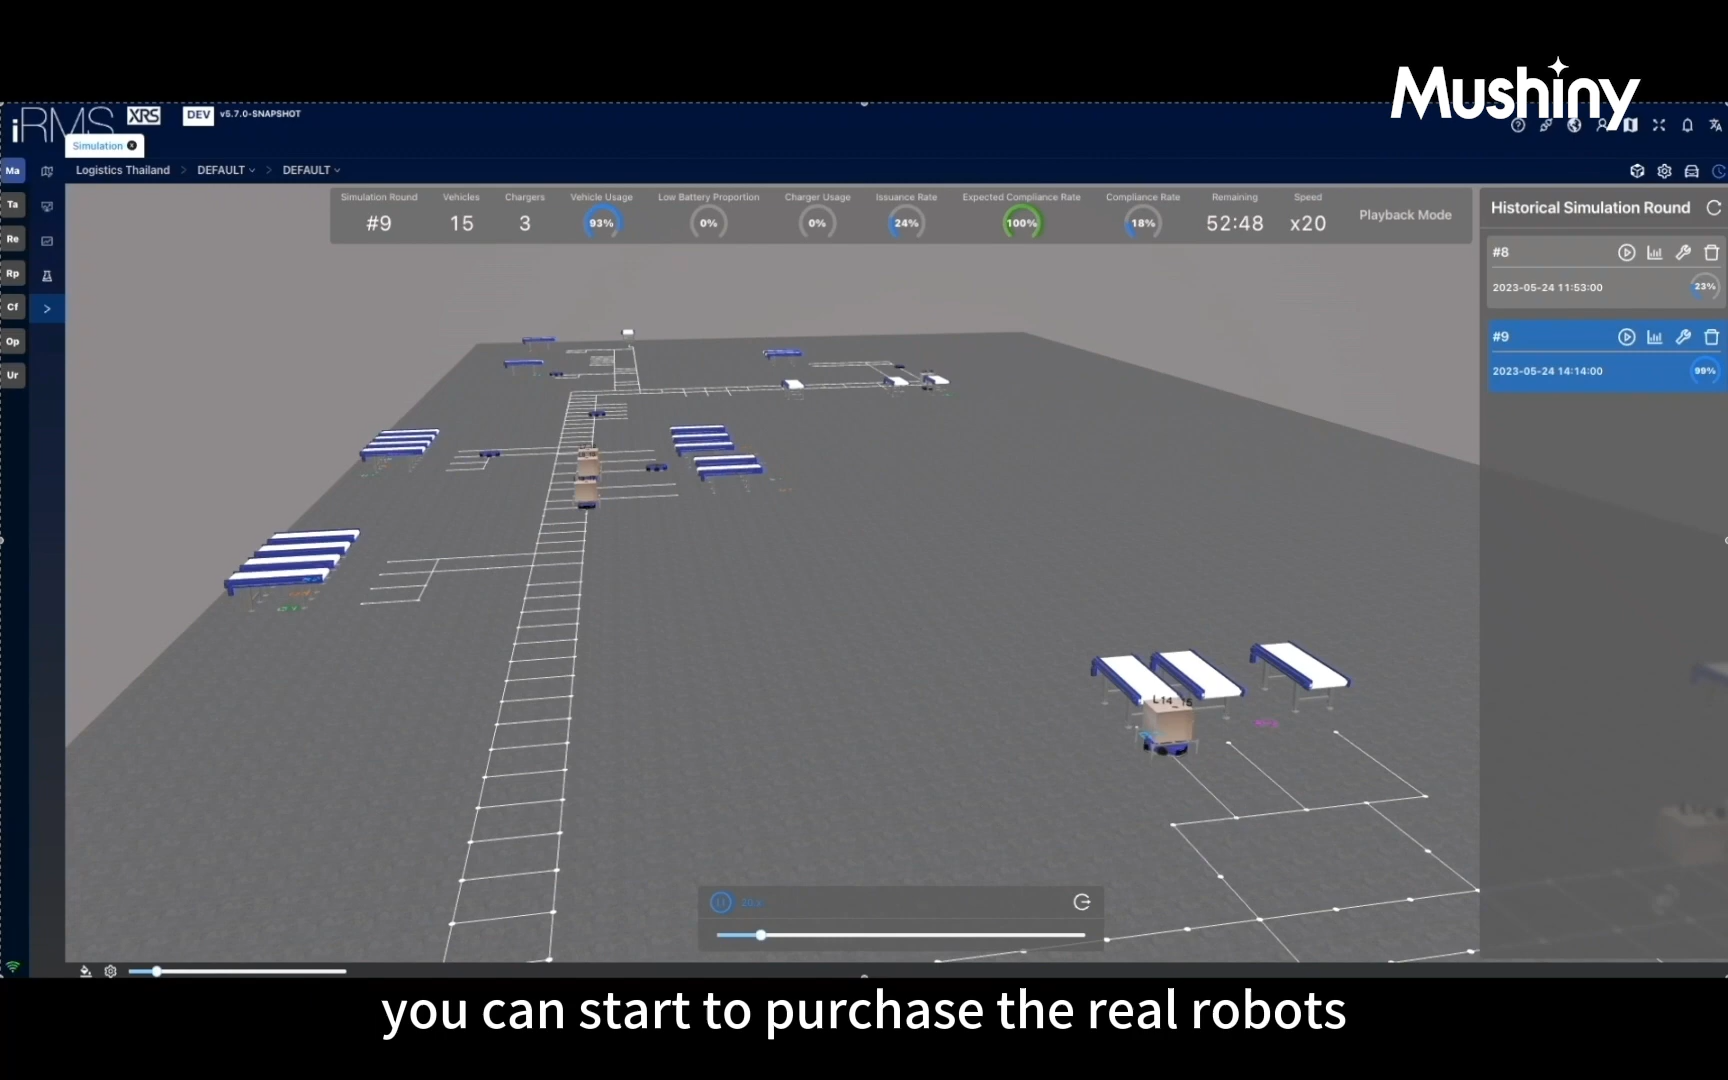 Mushiny
iRMS XRS DEV v5.7.0-SNAPSHOT
Simulation
Logistics Thailand > DEFAULT DEFAULT
Ma
Ta
Re
Rp
Cf
Op
Ur
Simulation Round Vehicles Chargers Vehicle Usage Low Battery Proportion Charger Usage Issuance Rate Expected Compliance Rate Compliance Rate Remaining Speed
#9 15 3 93% 0% 0% 24% 100% 18% 52:48 x20
Playback Mode
Historical Simulation Round
#8
2023-05-24 11:53:00 23%
#9
2023-05-24 14:14:00 99%
you can start to purchase the real robots